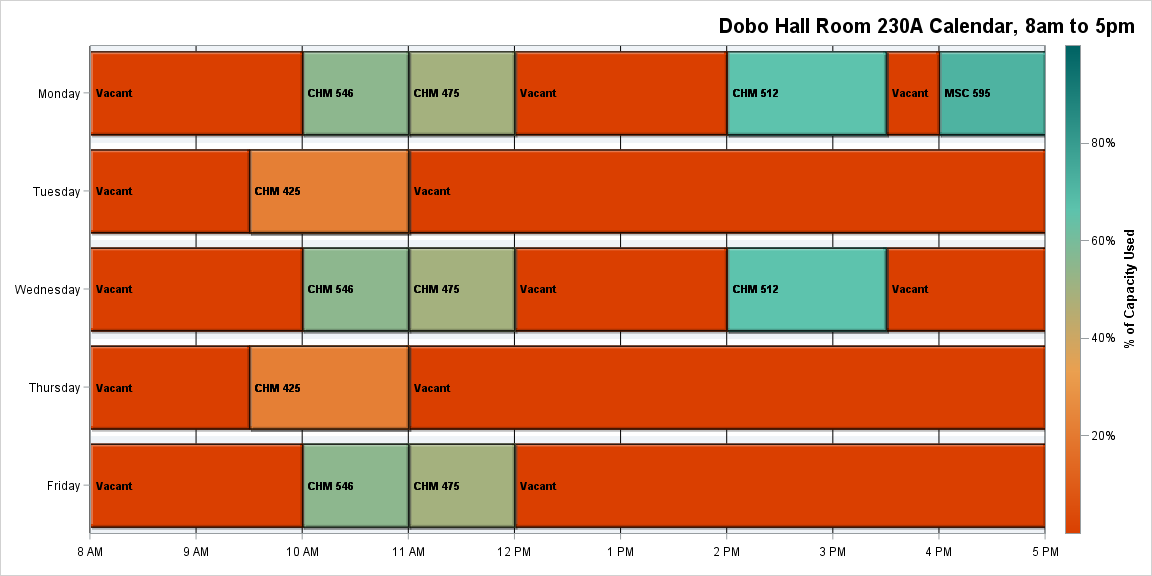 Dobo Hall Room 230A Calendar, 8am to 5pm
Monday
Vacant
CHM 546
CHM 475
Vacant
CHM 512
Vacant
MSC 595
Tuesday
Vacant
CHM 425
Vacant
Wednesday
Vacant
CHM 546
CHM 475
Vacant
CHM 512
Vacant
Thursday
Vacant
CHM 425
Vacant
Friday
Vacant
CHM 546
CHM 475
Vacant
8 AM
9 AM
10 AM
11 AM
12 PM
1 PM
2 PM
3 PM
4 PM
5 PM
80%
60%
40%
20%
% of Capacity Used